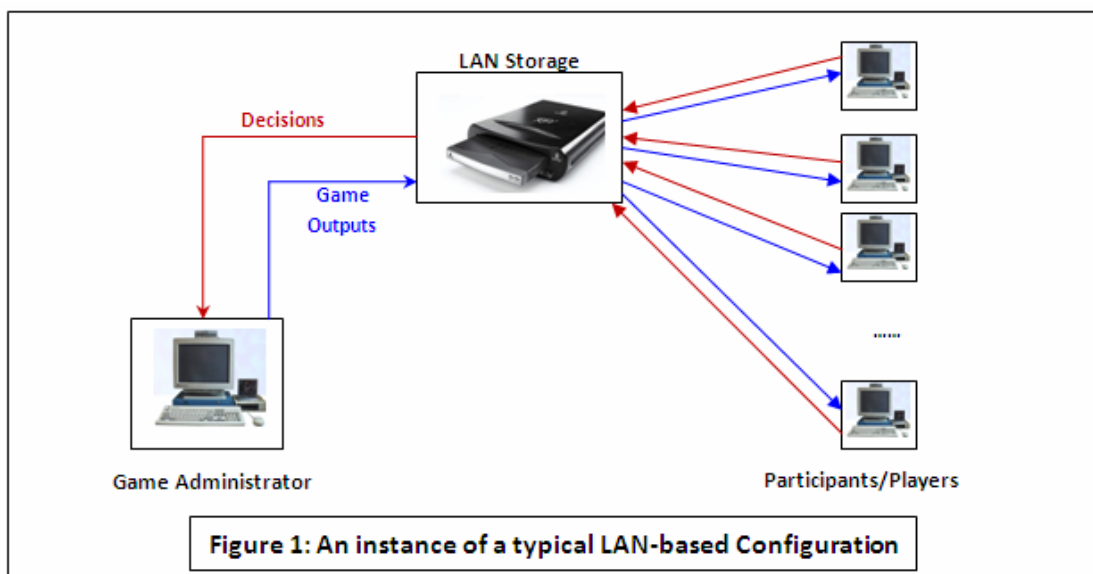 LAN Storage
Decisions
Game
Outputs
......
Game Administrator
Participants/Players
Figure 1: An instance of a typical LAN-based Configuration